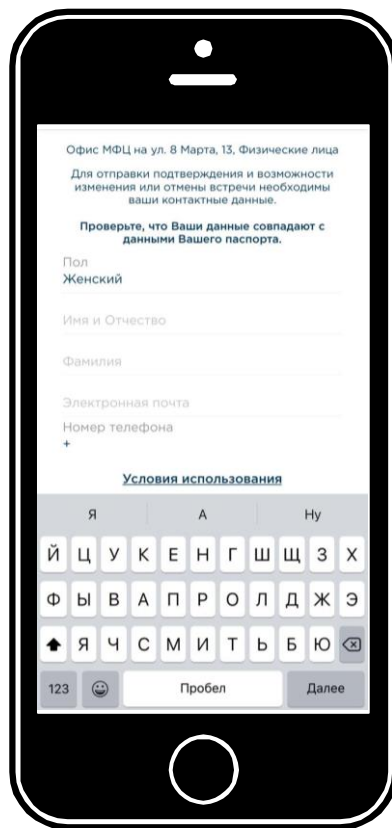 Офис МФЦ на ул. 8 Марта, 13, Физические лица
Для отправки подтверждения и возможности
изменения или отмены встречи необходимы
ваши контактные данные.
Проверьте, что Ваши данные совпадают с
данными Вашего паспорта.
Пол
Женский
Имя и Отчество
Фамилия
Электронная почта
Номер телефона
+
Условия использования
Я А Ну
Й Ц У К Е Н Г Ш Щ З Х
Ф Ы В А П Р О Л Д Ж Э
Я Ч С М И Т Ь Б Ю
123 Пробел Далее